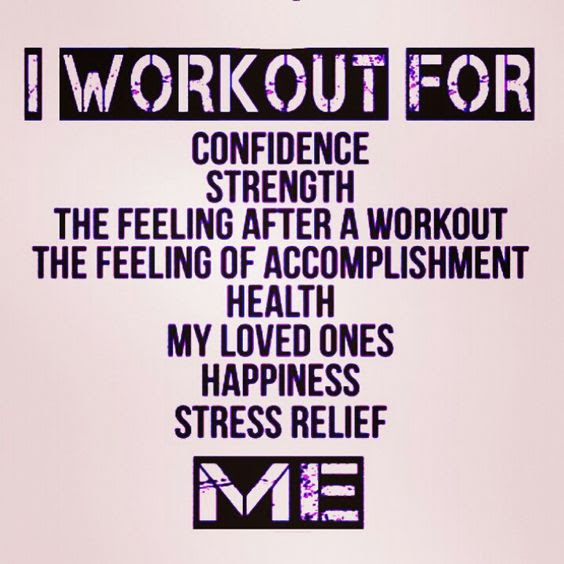 I WORKOUT FOR
CONFIDENCE
STRENGTH
THE FEELING AFTER A WORKOUT
THE FEELING OF ACCOMPLISHMENT
HEALTH
MY LOVED ONES
HAPPINESS
STRESS RELIEF
ME